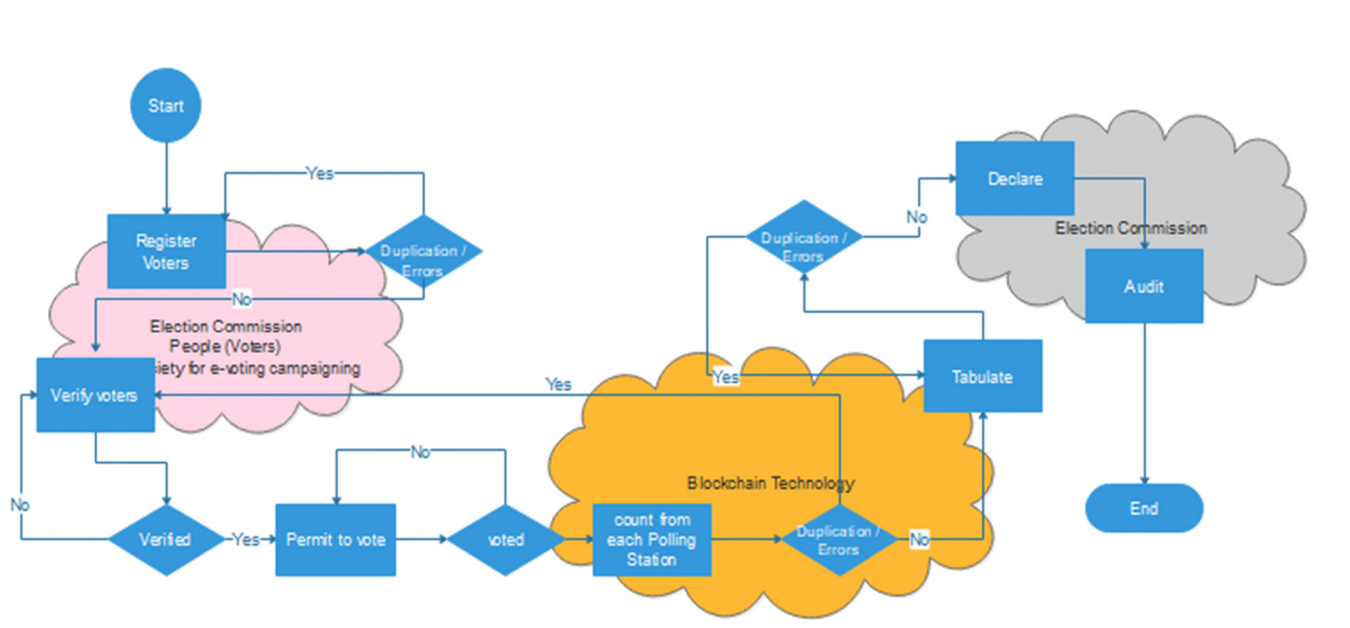 Start
Yes
Register
Voters
Duplication /
Errors
No
Election Commission
People (Voters)
for e-voting campaigning
Verify voters
No
Verified
Yes
Permit to vote
No
voted
Yes
Blockchain Technology
count from
each Polling
Station
Duplication /
Errors
No
Tabulate
Yes
Duplication /
Errors
No
Declare
Election Commission
Audit
End